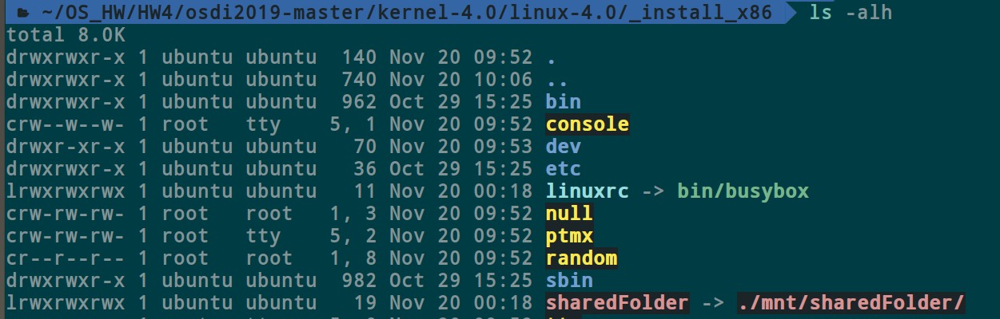 ~/OS_HW/HW4/osdi2019-master/kernel-4.0/linux-4.0/_install_x86 ls -alh
total 8.0K
drwxrwxr-x 1 ubuntu ubuntu  140 Nov 20 09:52 .
drwxrwxr-x 1 ubuntu ubuntu  740 Nov 20 10:06 ..
drwxrwxr-x 1 ubuntu ubuntu  962 Oct 29 15:25 bin
crw--w--w- 1 root   tty    5, 1 Nov 20 09:52 console
drwxr-xr-x 1 ubuntu ubuntu   70 Nov 20 09:53 dev
drwxrwxr-x 1 ubuntu ubuntu   36 Oct 29 15:25 etc
lrwxrwxrwx 1 ubuntu ubuntu   11 Nov 20 00:18 linuxrc -> bin/busybox
crw-rw-rw- 1 root   root   1, 3 Nov 20 09:52 null
crw-rw-rw- 1 root   tty    5, 2 Nov 20 09:52 ptmx
cr--r--r-- 1 root   root   1, 8 Nov 20 09:52 random
drwxrwxr-x 1 ubuntu ubuntu  982 Oct 29 15:25 sbin
lrwxrwxrwx 1 ubuntu ubuntu   19 Nov 20 00:18 sharedFolder -> ./mnt/sharedFolder/